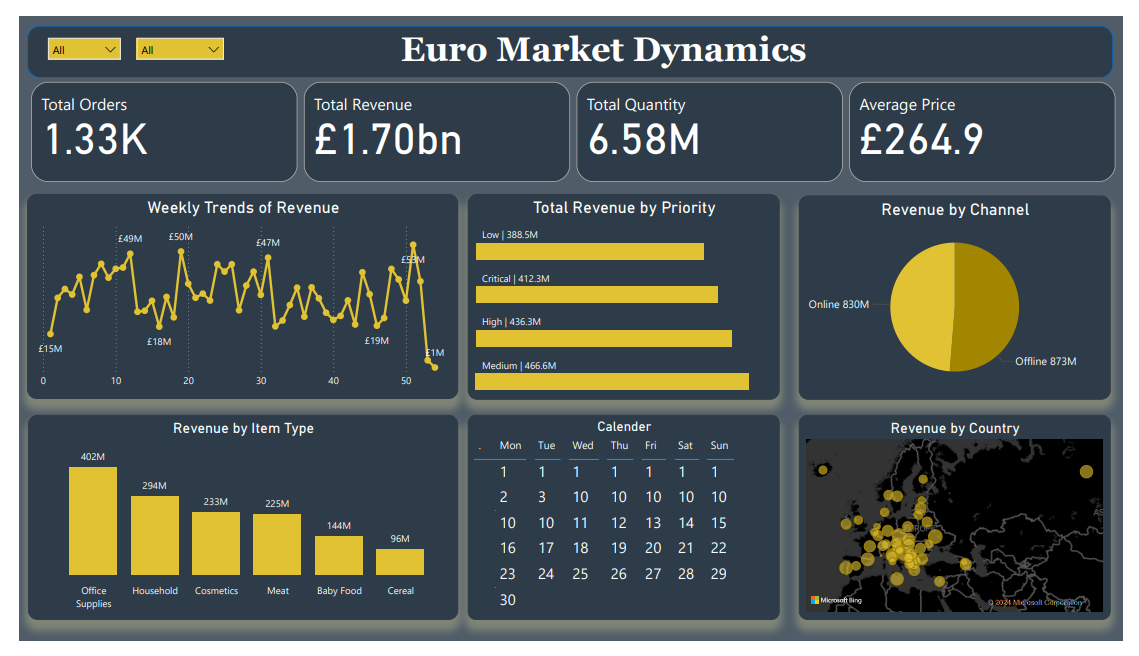 All
All
Euro Market Dynamics
Total Orders
1.33K
Total Revenue
£1.70bn
Total Quantity
6.58M
Average Price
£264.9
Weekly Trends of Revenue
£49M
£50M
£47M
£53M
£15M
£18M
£19M
£1M
0 10 20 30 40 50
Total Revenue by Priority
Low | 388.5M
Critical | 412.3M
High | 436.3M
Medium | 466.6M
Revenue by Channel
Online 830M
Offline 873M
Revenue by Item Type
402M
294M
233M
225M
144M
96M
Office Supplies
Household
Cosmetics
Meat
Baby Food
Cereal
Calender
. Mon Tue Wed Thu Fri Sat Sun
1 1 1 1 1 1 1
2 3 10 10 10 10 10
10 10 11 12 13 14 15
16 17 18 19 20 21 22
23 24 25 26 27 28 29
30
Revenue by Country
Microsoft Bing
© 2024 Microsoft Corporation